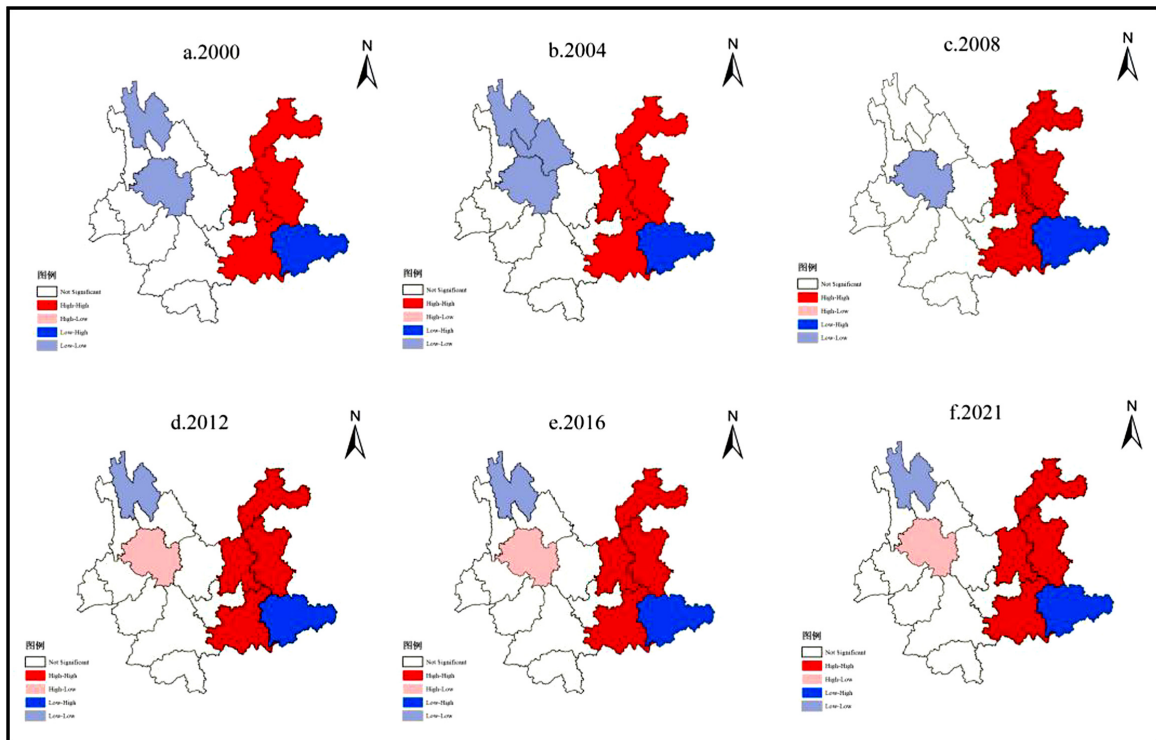 a.2000
N
图例
Not Significant
High-High
High-Low
Low-High
Low-Low
b.2004
N
图例
Not Significant
High-High
High-Low
Low-High
Low-Low
c.2008
N
图例
Not Significant
High-High
High-Low
Low-High
Low-Low
d.2012
N
图例
Not Significant
High-High
High-Low
Low-High
Low-Low
e.2016
N
图例
Not Significant
High-High
High-Low
Low-High
Low-Low
f.2021
N
图例
Not Significant
High-High
High-Low
Low-High
Low-Low